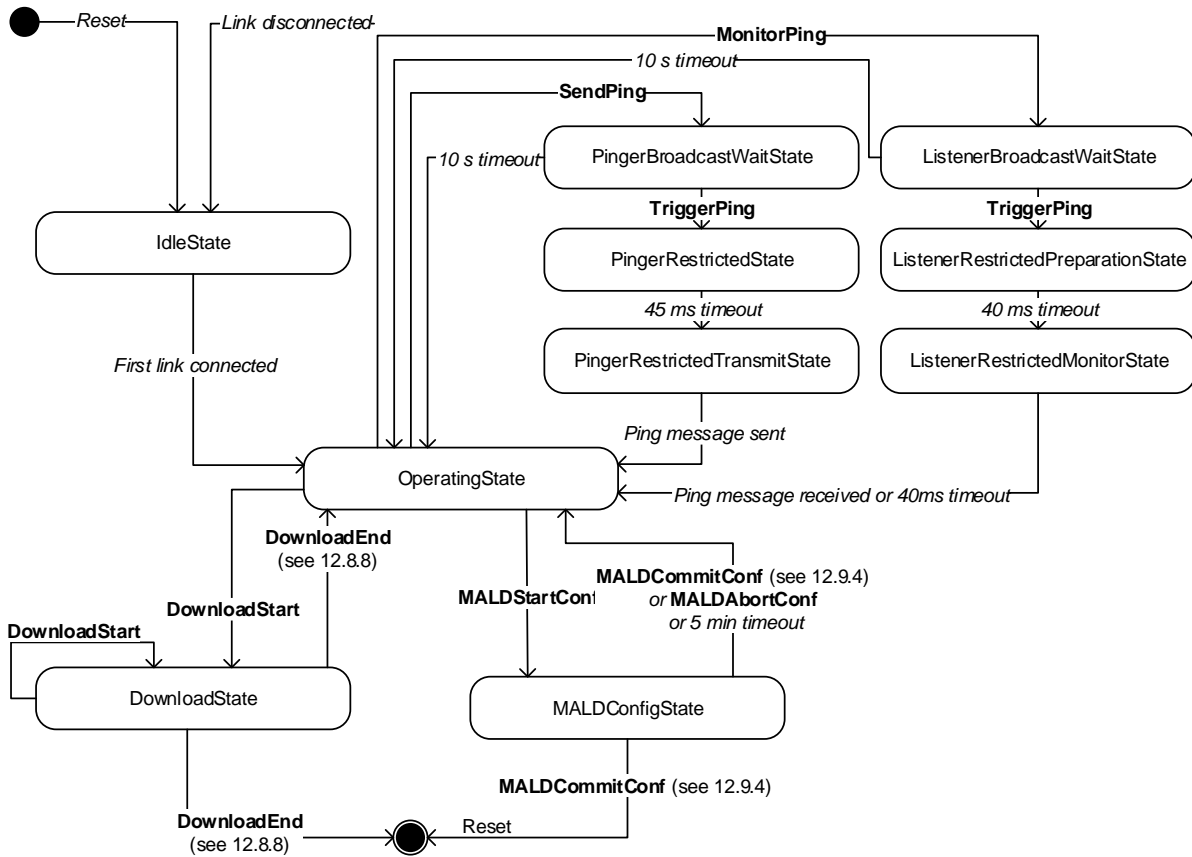 Reset
Link disconnected
MonitorPing
10 s timeout
SendPing
PingerBroadcastWaitState
ListenerBroadcastWaitState
10 s timeout
TriggerPing
TriggerPing
IdleState
PingerRestrictedState
ListenerRestrictedPreparationState
45 ms timeout
40 ms timeout
First link connected
PingerRestrictedTransmitState
ListenerRestrictedMonitorState
Ping message sent
OperatingState
Ping message received or 40ms timeout
DownloadEnd
(see 12.8.8)
MALDCommitConf (see 12.9.4)
or MALDAbortConf
or 5 min timeout
MALDStartConf
DownloadStart
DownloadStart
DownloadState
MALDConfigState
MALDCommitConf (see 12.9.4)
DownloadEnd
(see 12.8.8)
Reset